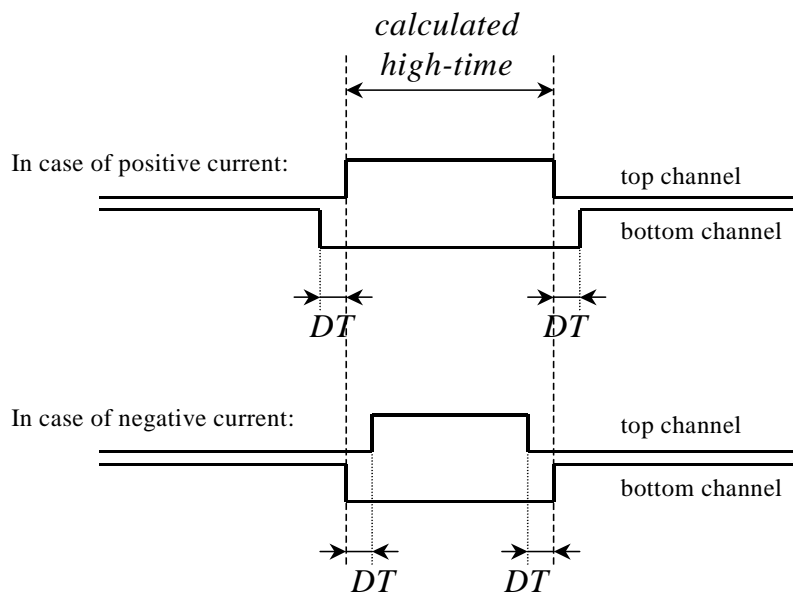 calculated
high-time
In case of positive current:
top channel
bottom channel
DT
DT
In case of negative current:
top channel
bottom channel
DT
DT